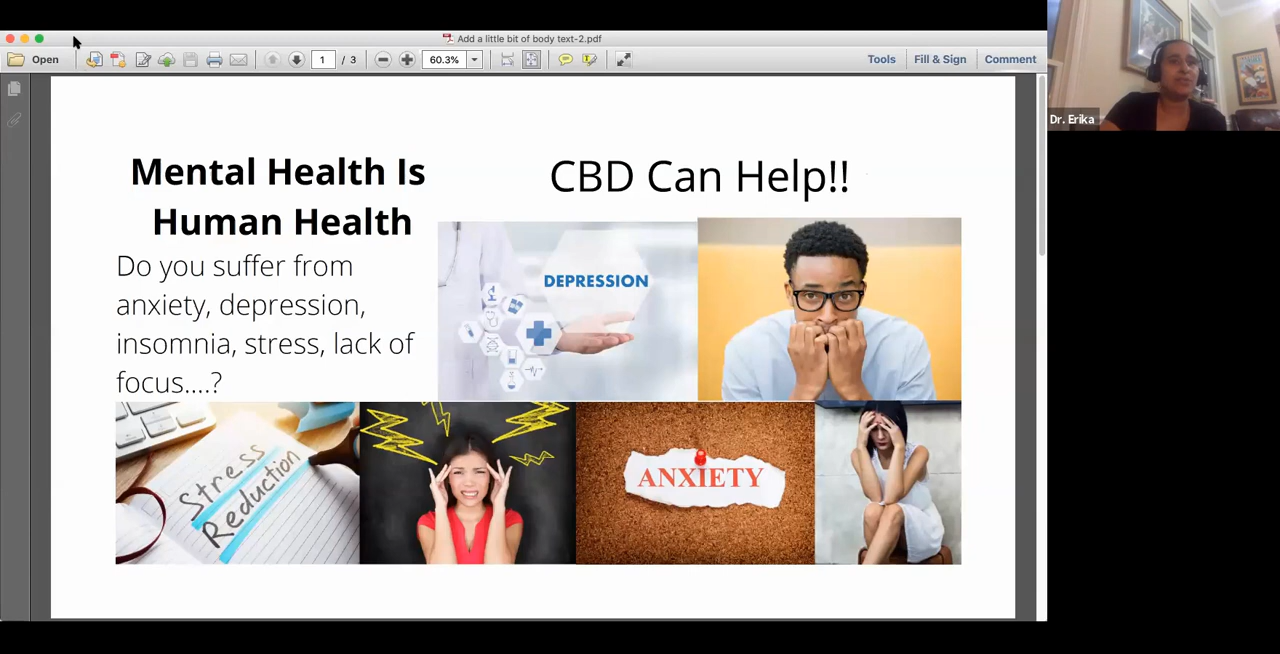 Add a little bit of body text-2.pdf
Open
1 / 3
60.3%
Tools
Fill & Sign
Comment
Dr. Erika
Mental Health Is
Human Health
CBD Can Help!!
Do you suffer from
anxiety, depression,
insomnia, stress, lack of
focus....?
DEPRESSION
Stress
Reduction
ANXIETY